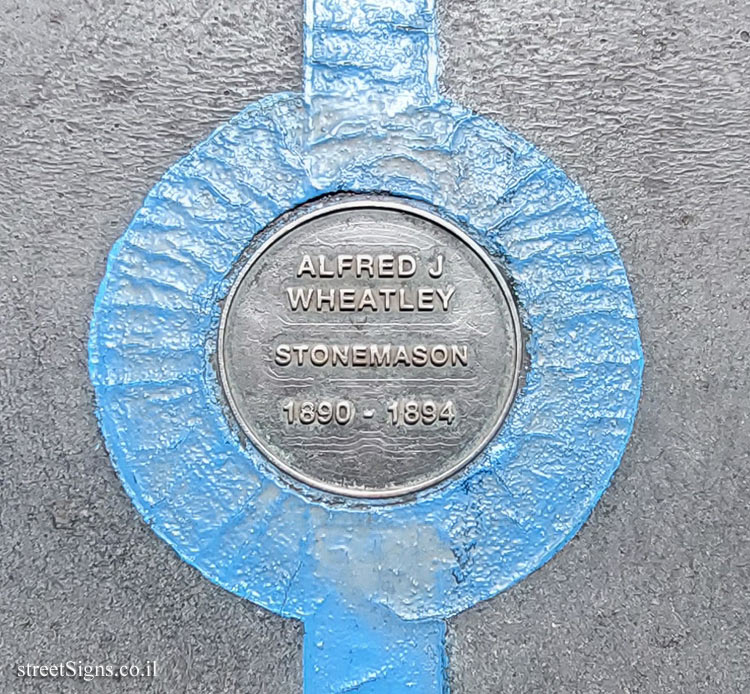 ALFRED J
WHEATLEY
STONEMASON
1890 - 1894
streetSigns.co.il